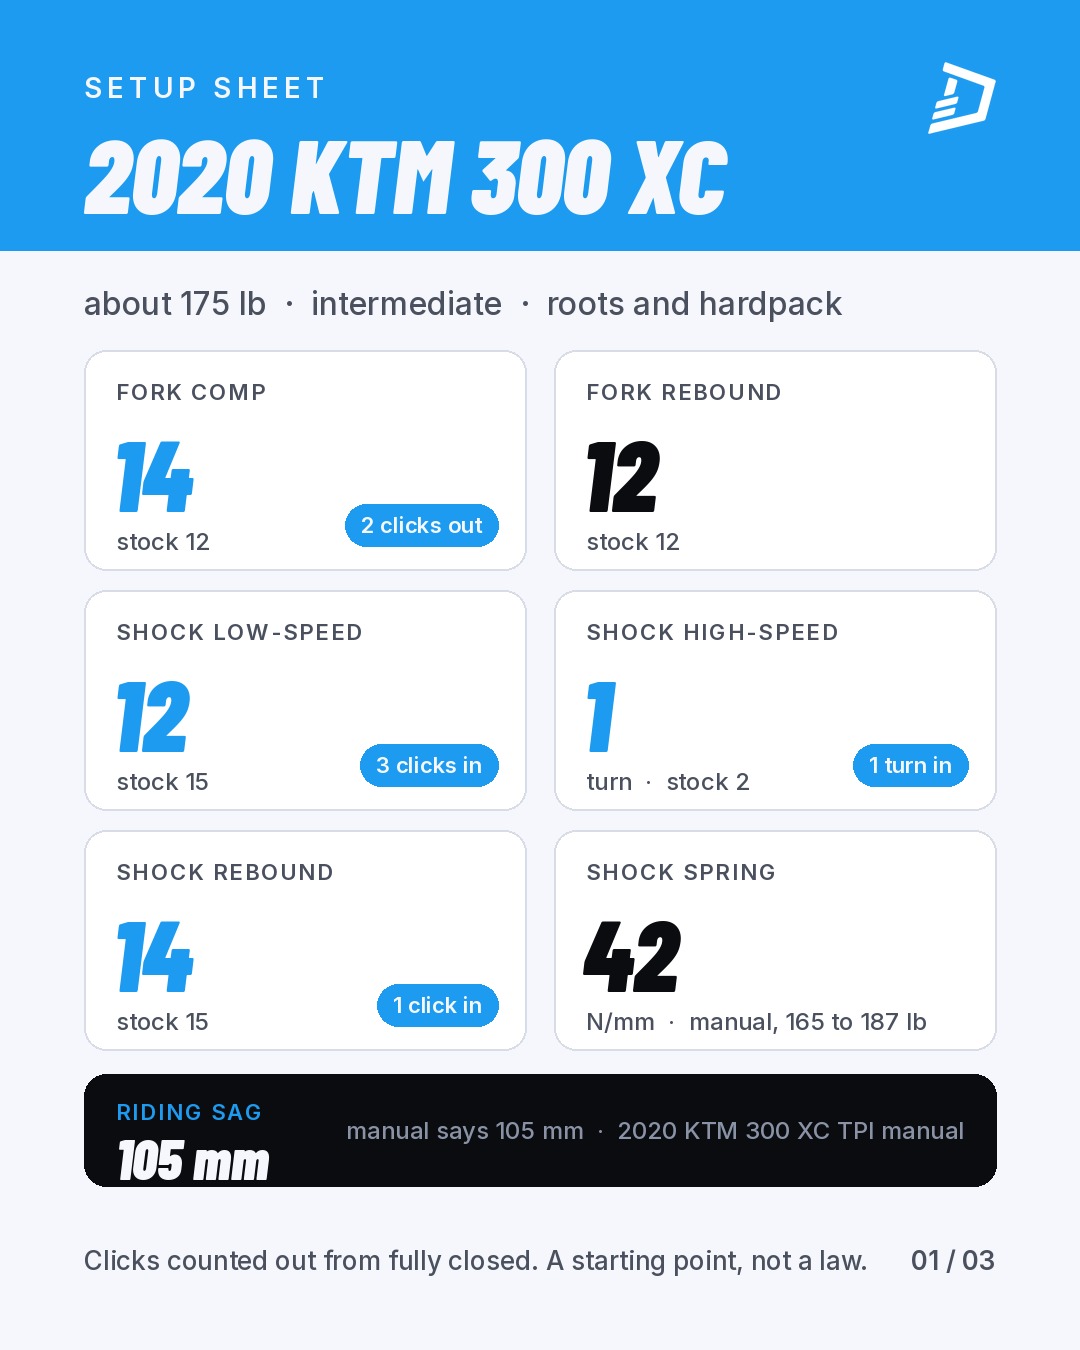 SETUP SHEET
2020 KTM 300 XC
about 175 lb · intermediate · roots and hardpack
FORK COMP
14
stock 12
2 clicks out
FORK REBOUND
12
stock 12
SHOCK LOW-SPEED
12
stock 15
3 clicks in
SHOCK HIGH-SPEED
1
turn · stock 2
1 turn in
SHOCK REBOUND
14
stock 15
1 click in
SHOCK SPRING
42
N/mm · manual, 165 to 187 lb
RIDING SAG
105 mm
manual says 105 mm · 2020 KTM 300 XC TPI manual
Clicks counted out from fully closed. A starting point, not a law.
01 / 03